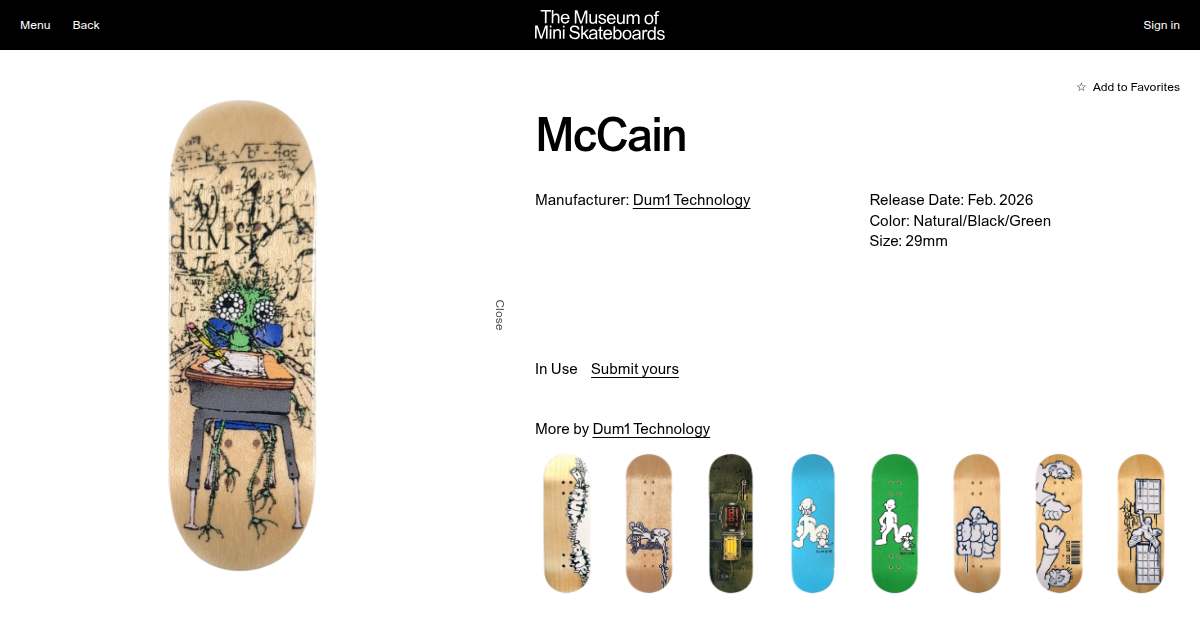 Menu
Back
The Museum of
Mini Skateboards
Sign in
☆ Add to Favorites
McCain
Manufacturer: Dum1 Technology
Release Date: Feb. 2026
Color: Natural/Black/Green
Size: 29mm
duM
Close
In Use
Submit yours
More by Dum1 Technology